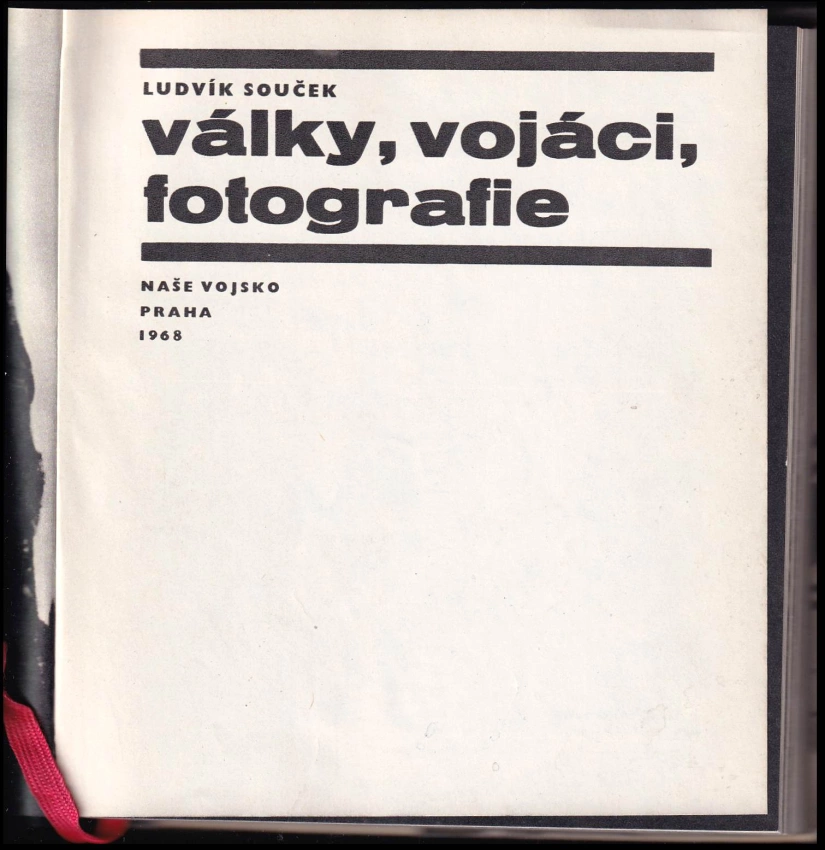 LUDVÍK SOUČEK
války, vojáci,
fotografie
NAŠE VOJSKO
PRAHA
1968